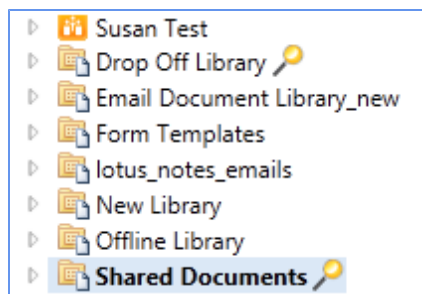 Susan Test
Drop Off Library
Email Document Library_new
Form Templates
lotus_notes_emails
New Library
Offline Library
Shared Documents